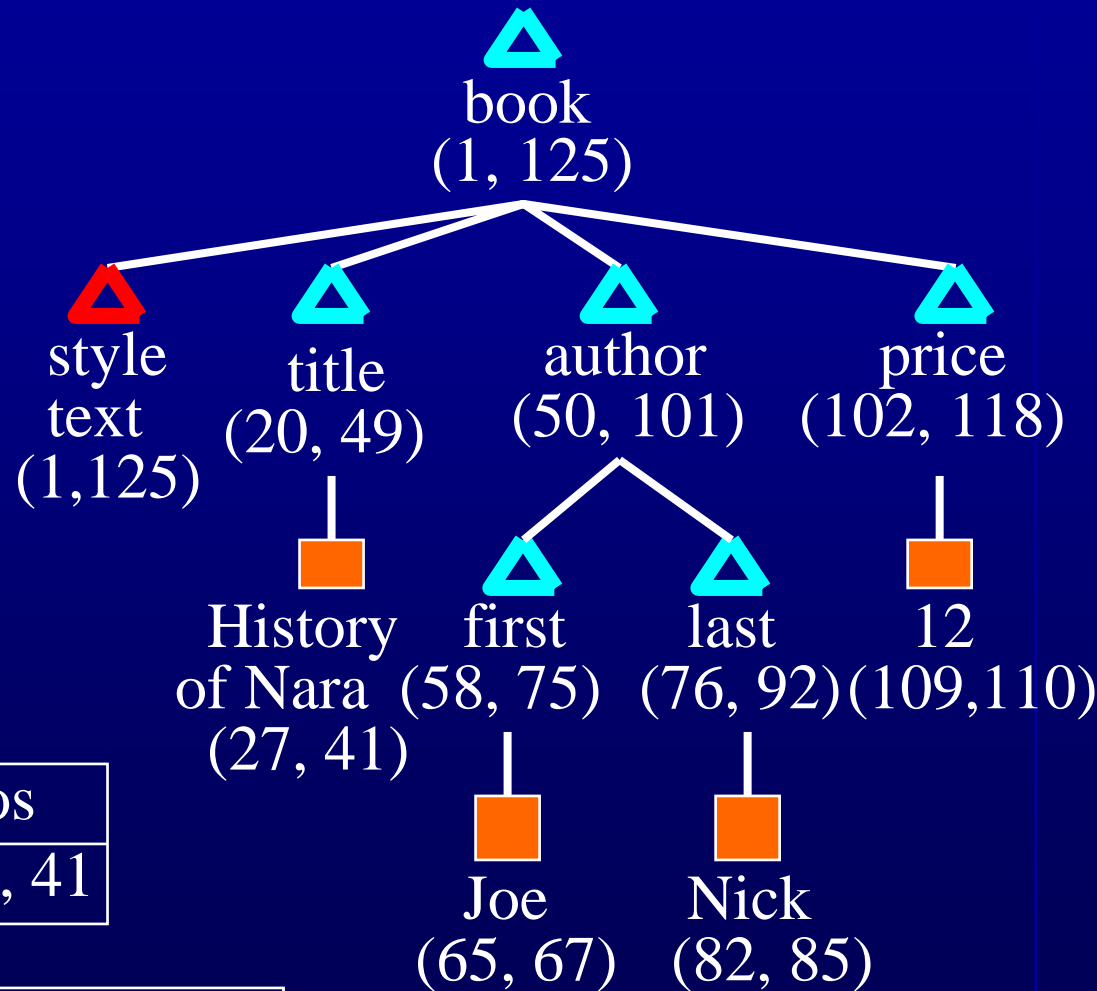 book
(1, 125)
style
text
(1,125)
title
(20, 49)
author
(50, 101)
price
(102, 118)
History
of Nara
(27, 41)
first
(58, 75)
last
(76, 92)
12
(109,110)
Joe
(65, 67)
Nick
(82, 85)
, 41